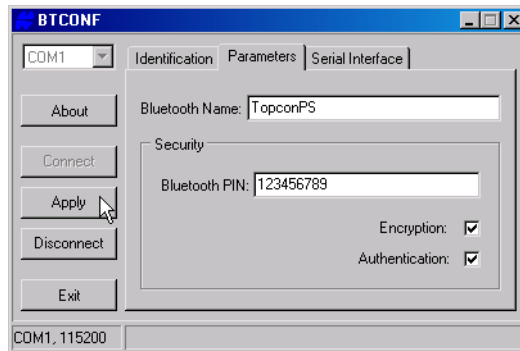 BTCONF
COM1
Identification
Parameters
Serial Interface
About
Bluetooth Name: TopconPS
Security
Connect
Bluetooth PIN: 123456789
Apply
Encryption:
Disconnect
Authentication:
Exit
COM1, 115200